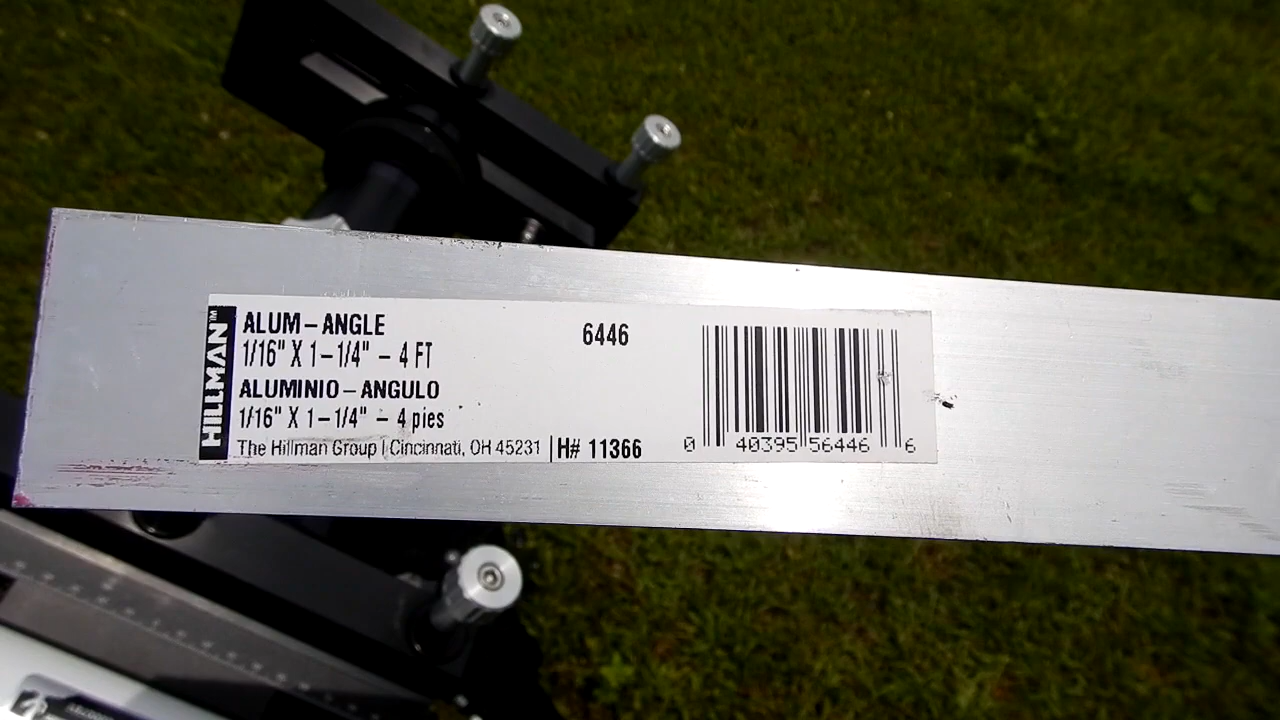 HILLMAN™
ALUM-ANGLE
1/16" X 1-1/4" - 4 FT
ALUMINIO-ANGULO
1/16" X 1-1/4" - 4 pies
The Hillman Group | Cincinnati, OH 45231 | H# 11366
6446
0 40395 56446 6